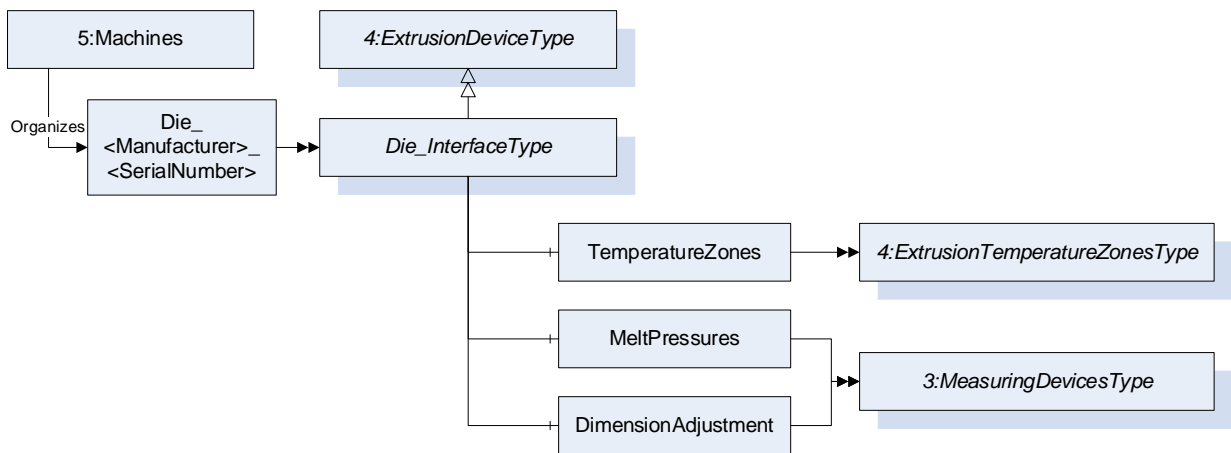 5:Machines
4:ExtrusionDeviceType
Organizes
Die_
<Manufacturer>_
<SerialNumber>
Die_InterfaceType
TemperatureZones
4:ExtrusionTemperatureZonesType
MeltPressures
3:MeasuringDevicesType
DimensionAdjustment